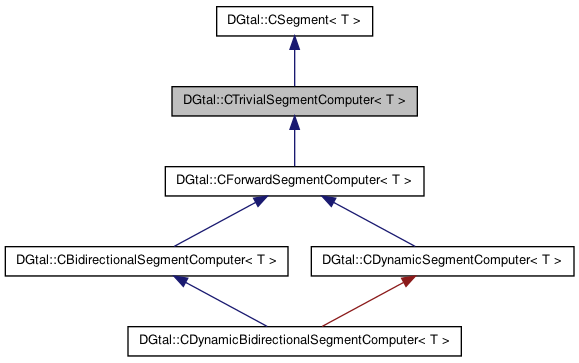 DGtal::CSegment< T >
DGtal::CTrivialSegmentComputer< T >
DGtal::CForwardSegmentComputer< T >
DGtal::CBidirectionalSegmentComputer< T >
DGtal::CDynamicSegmentComputer< T >
DGtal::CDynamicBidirectionalSegmentComputer< T >